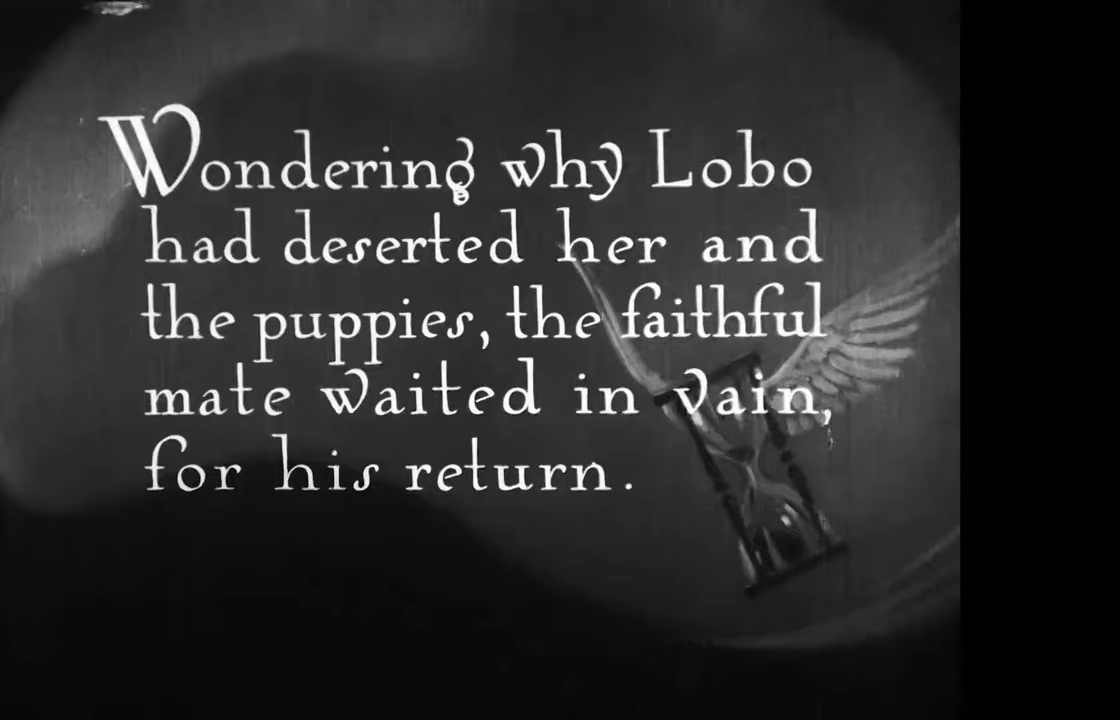 Wondering why Lobo
had deserted her and
the puppies, the faithful
mate waited in vain,
for his return.